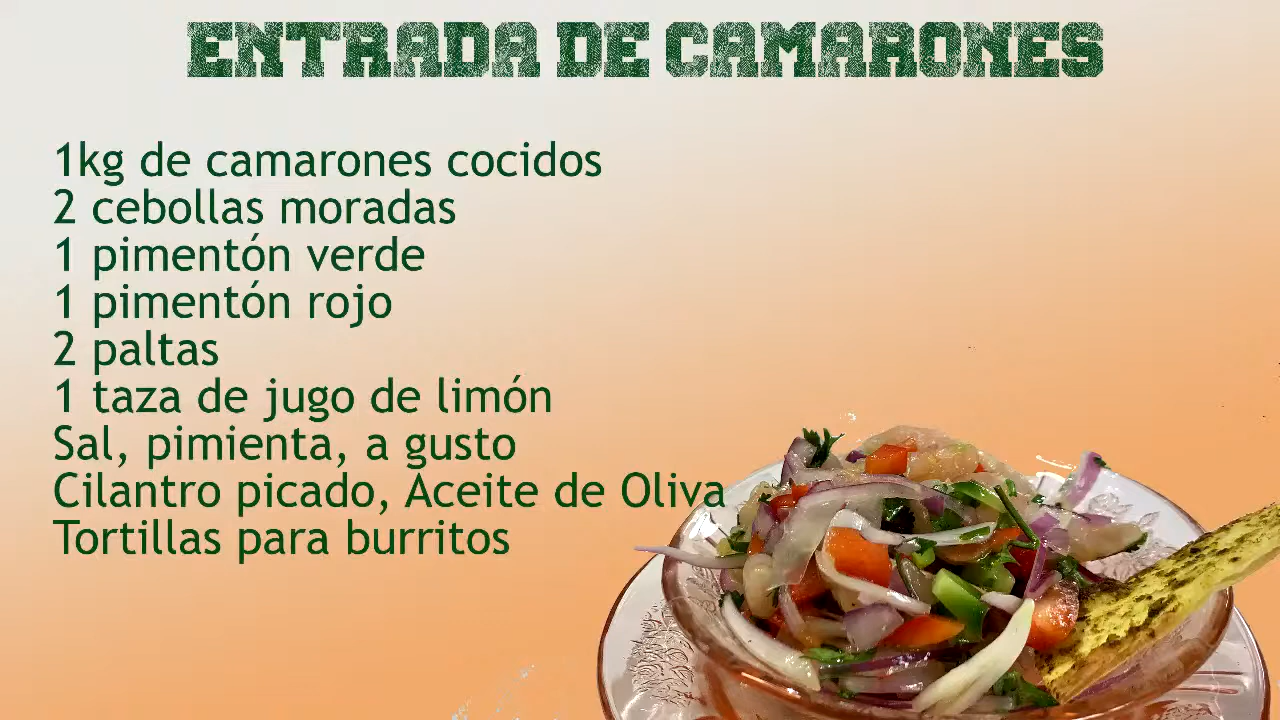 ENTRADA DE CAMARONES
1kg de camarones cocidos
2 cebollas moradas
1 pimentón verde
1 pimentón rojo
2 paltas
1 taza de jugo de limón
Sal, pimienta, a gusto
Cilantro picado, Aceite de Oliva
Tortillas para burritos